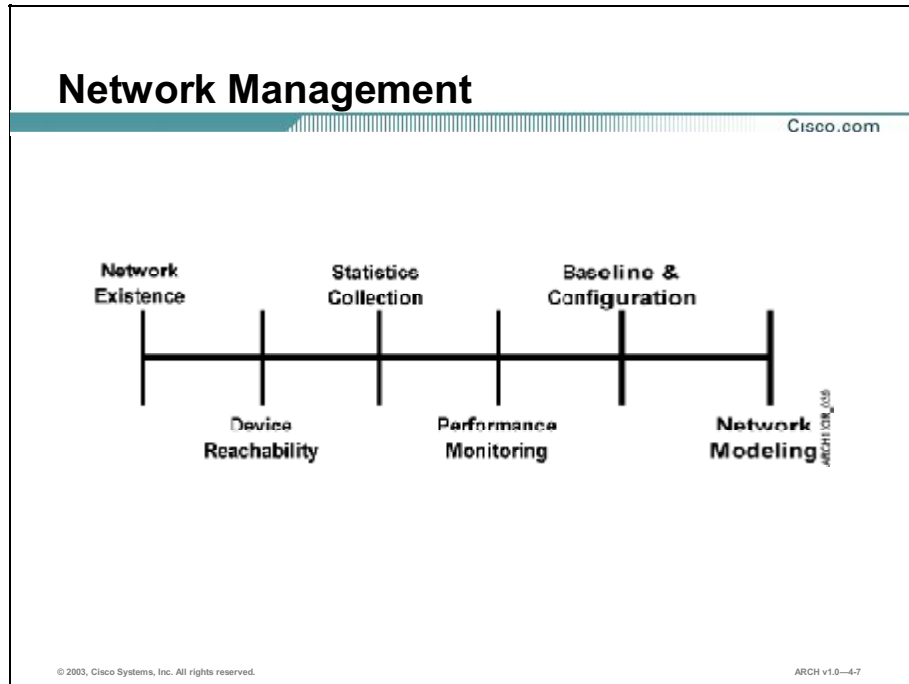 Network Management
Cisco.com
Network
Existence
Statistics
Collection
Baseline &
Configuration
Device
Reachability
Performance
Monitoring
Network
Modeling
© 2003, Cisco Systems, Inc. All rights reserved.
ARCH v1.0—4-7